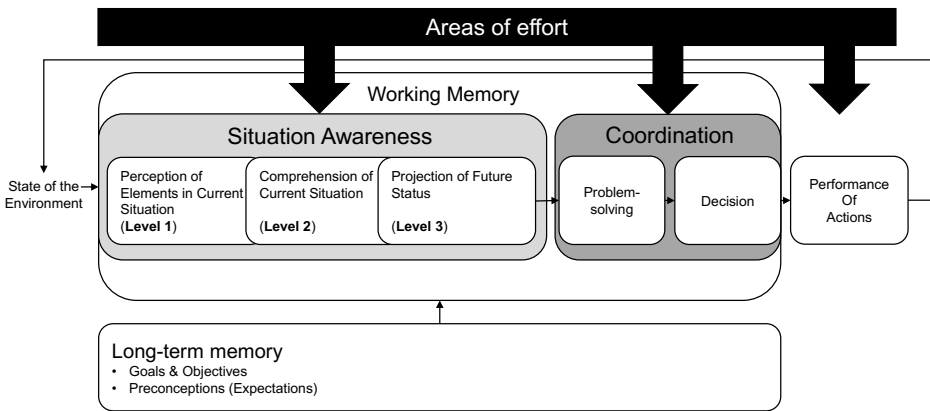 Areas of effort
Working Memory
Situation Awareness
Coordination
State of the
Environment
Perception of
Elements in Current
Situation
(Level 1)
Comprehension of
Current Situation
(Level 2)
Projection of Future
Status
(Level 3)
Problem-
solving
Decision
Performance
Of
Actions
Long-term memory
• Goals & Objectives
• Preconceptions (Expectations)